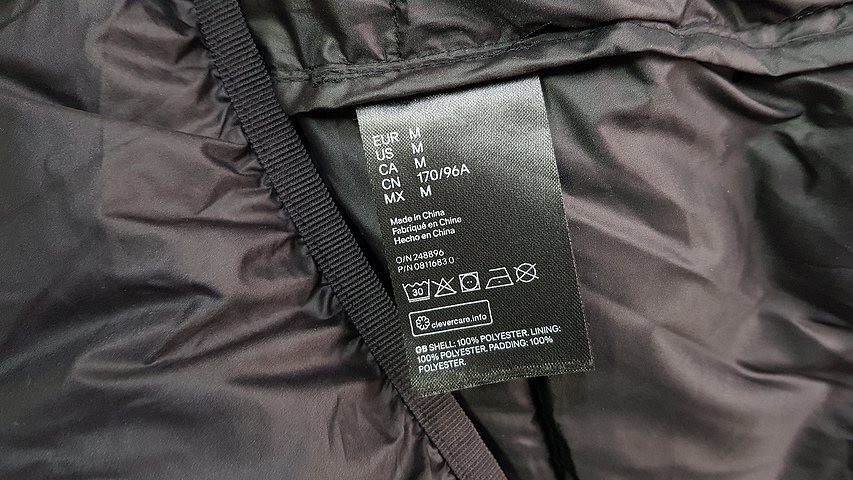 EUR M
US M
CA M
CN 170/96A
MX M
Made in China
Fabriqué en Chine
Hecho en China
O/N 248896
P/N 0811683 0
30
clevercare.info
GB SHELL: 100% POLYESTER. LINING:
100% POLYESTER. PADDING: 100%
POLYESTER.